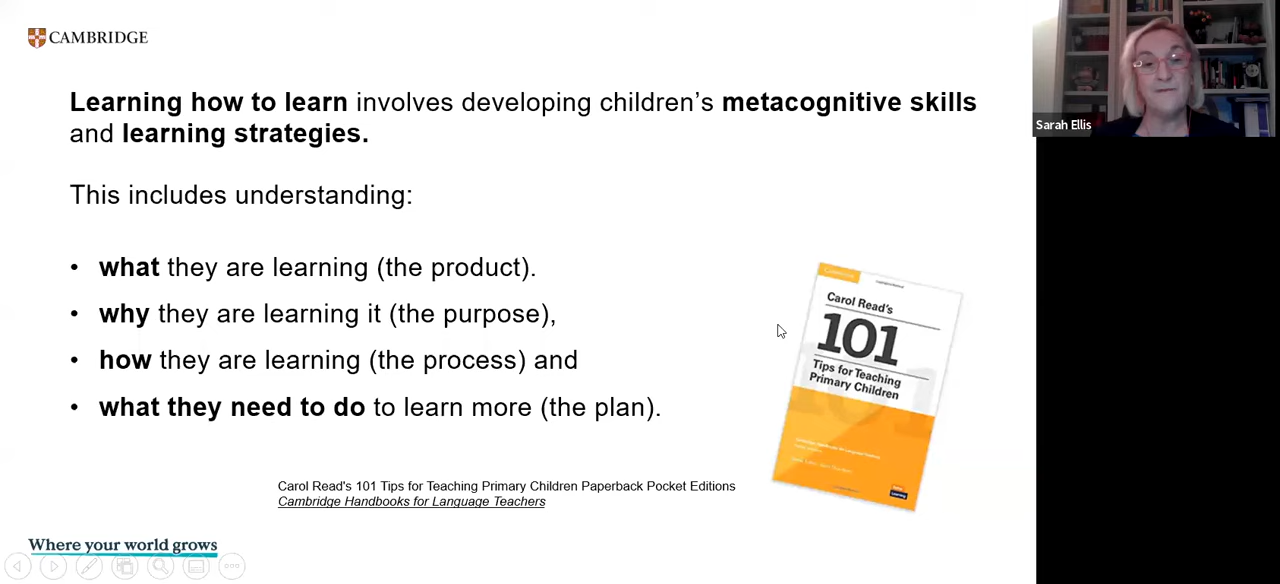 CAMBRIDGE
Learning how to learn involves developing children's metacognitive skills
and learning strategies.
This includes understanding:
• what they are learning (the product).
• why they are learning it (the purpose),
• how they are learning (the process) and
• what they need to do to learn more (the plan).
Carol Read's 101 Tips for Teaching Primary Children Paperback Pocket Editions
Cambridge Handbooks for Language Teachers
Carol Read's
101
Tips for Teaching
Primary Children
Where your world grows
Sarah Ellis